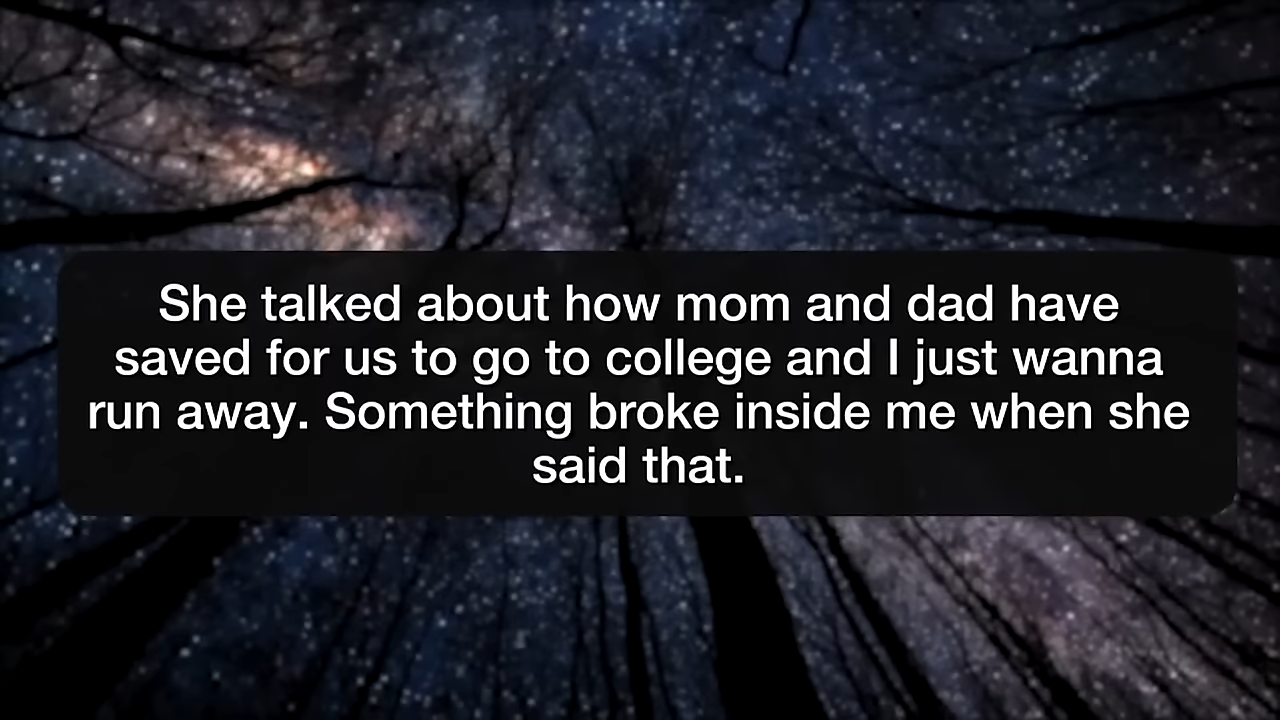 She talked about how mom and dad have
saved for us to go to college and I just wanna
run away. Something broke inside me when she
said that.